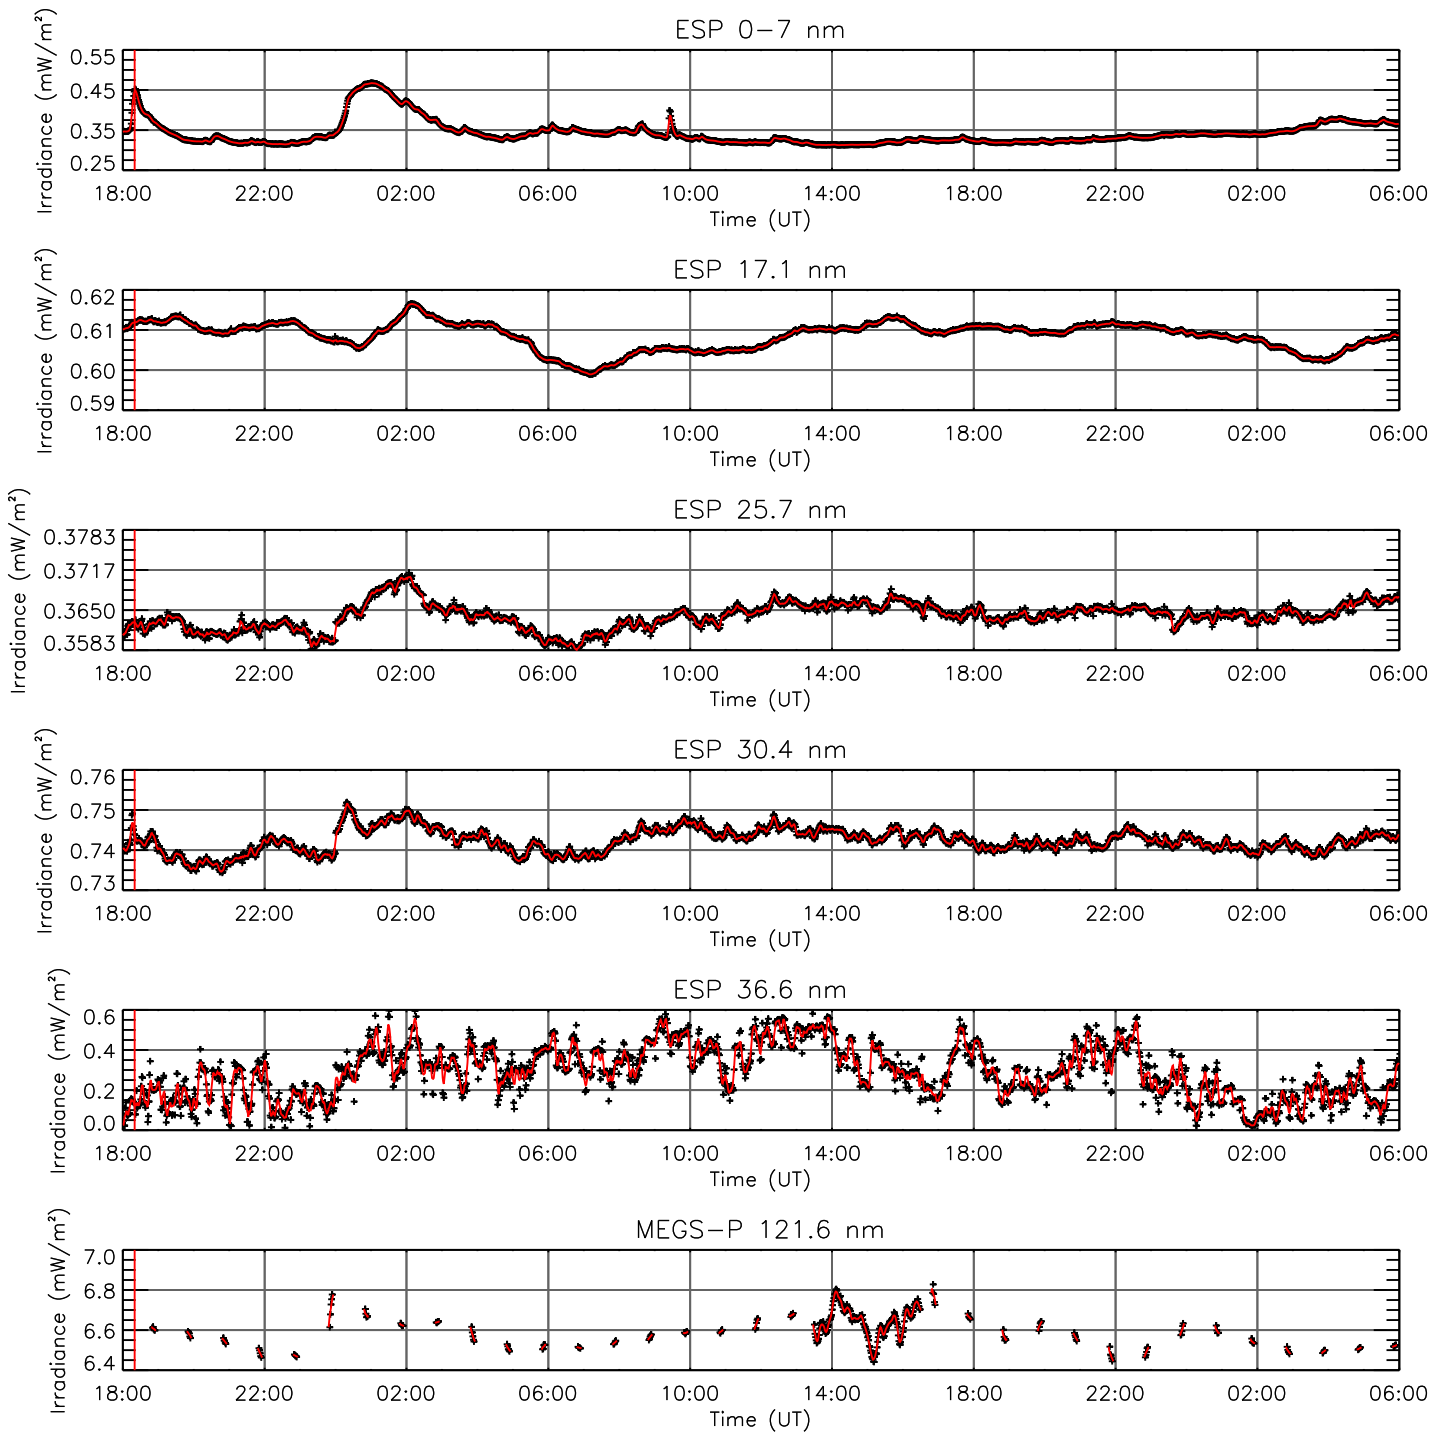 ESP 0−7 nm
Irradiance (mW/m²)
0.55
0.45
0.35
0.25
18:00 22:00 02:00 06:00 10:00 14:00 18:00 22:00 02:00 06:00
Time (UT)
ESP 17.1 nm
Irradiance (mW/m²)
0.62
0.61
0.60
0.59
18:00 22:00 02:00 06:00 10:00 14:00 18:00 22:00 02:00 06:00
Time (UT)
ESP 25.7 nm
Irradiance (mW/m²)
0.3783
0.3717
0.3650
0.3583
18:00 22:00 02:00 06:00 10:00 14:00 18:00 22:00 02:00 06:00
Time (UT)
ESP 30.4 nm
Irradiance (mW/m²)
0.76
0.75
0.74
0.73
18:00 22:00 02:00 06:00 10:00 14:00 18:00 22:00 02:00 06:00
Time (UT)
ESP 36.6 nm
Irradiance (mW/m²)
0.6
0.4
0.2
0.0
18:00 22:00 02:00 06:00 10:00 14:00 18:00 22:00 02:00 06:00
Time (UT)
MEGS−P 121.6 nm
Irradiance (mW/m²)
7.0
6.8
6.6
6.4
18:00 22:00 02:00 06:00 10:00 14:00 18:00 22:00 02:00 06:00
Time (UT)